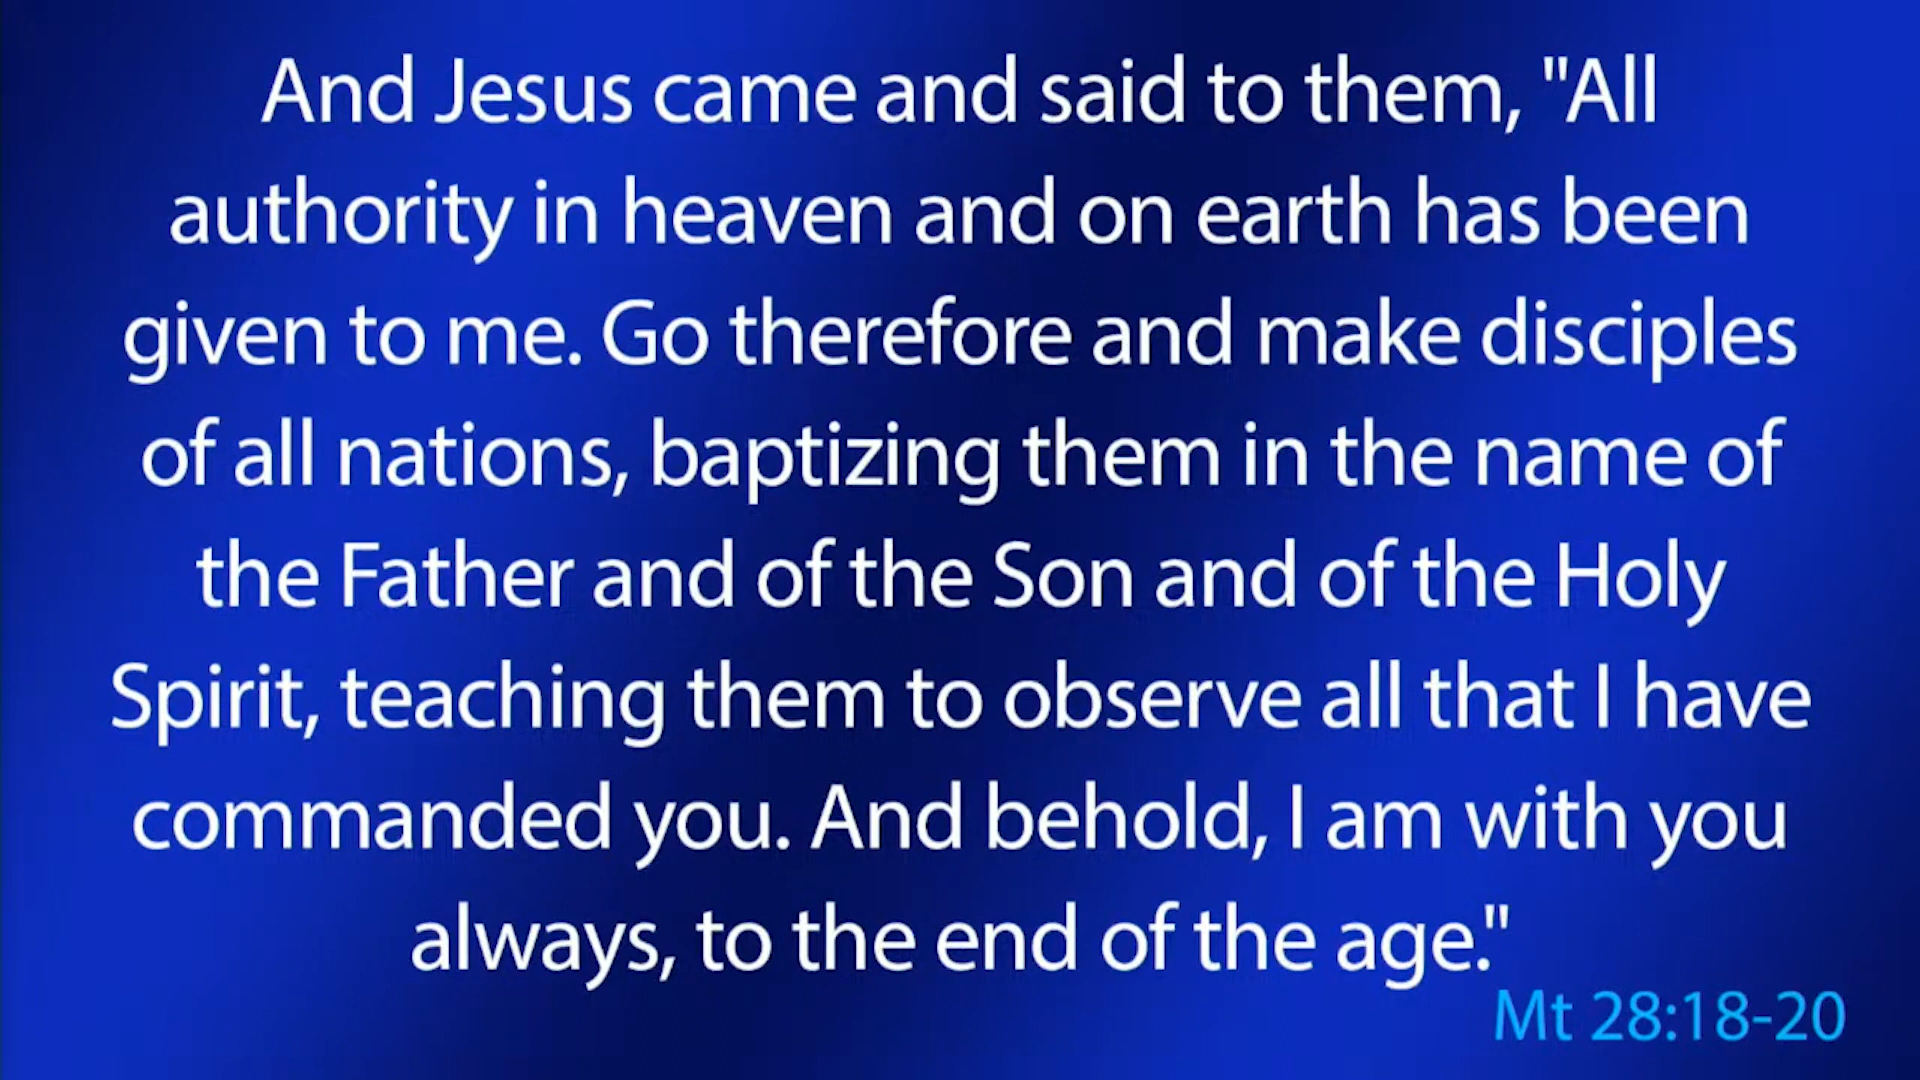 And Jesus came and said to them, "All
authority in heaven and on earth has been
given to me. Go therefore and make disciples
of all nations, baptizing them in the name of
the Father and of the Son and of the Holy
Spirit, teaching them to observe all that I have
commanded you. And behold, I am with you
always, to the end of the age."
Mt 28:18-20